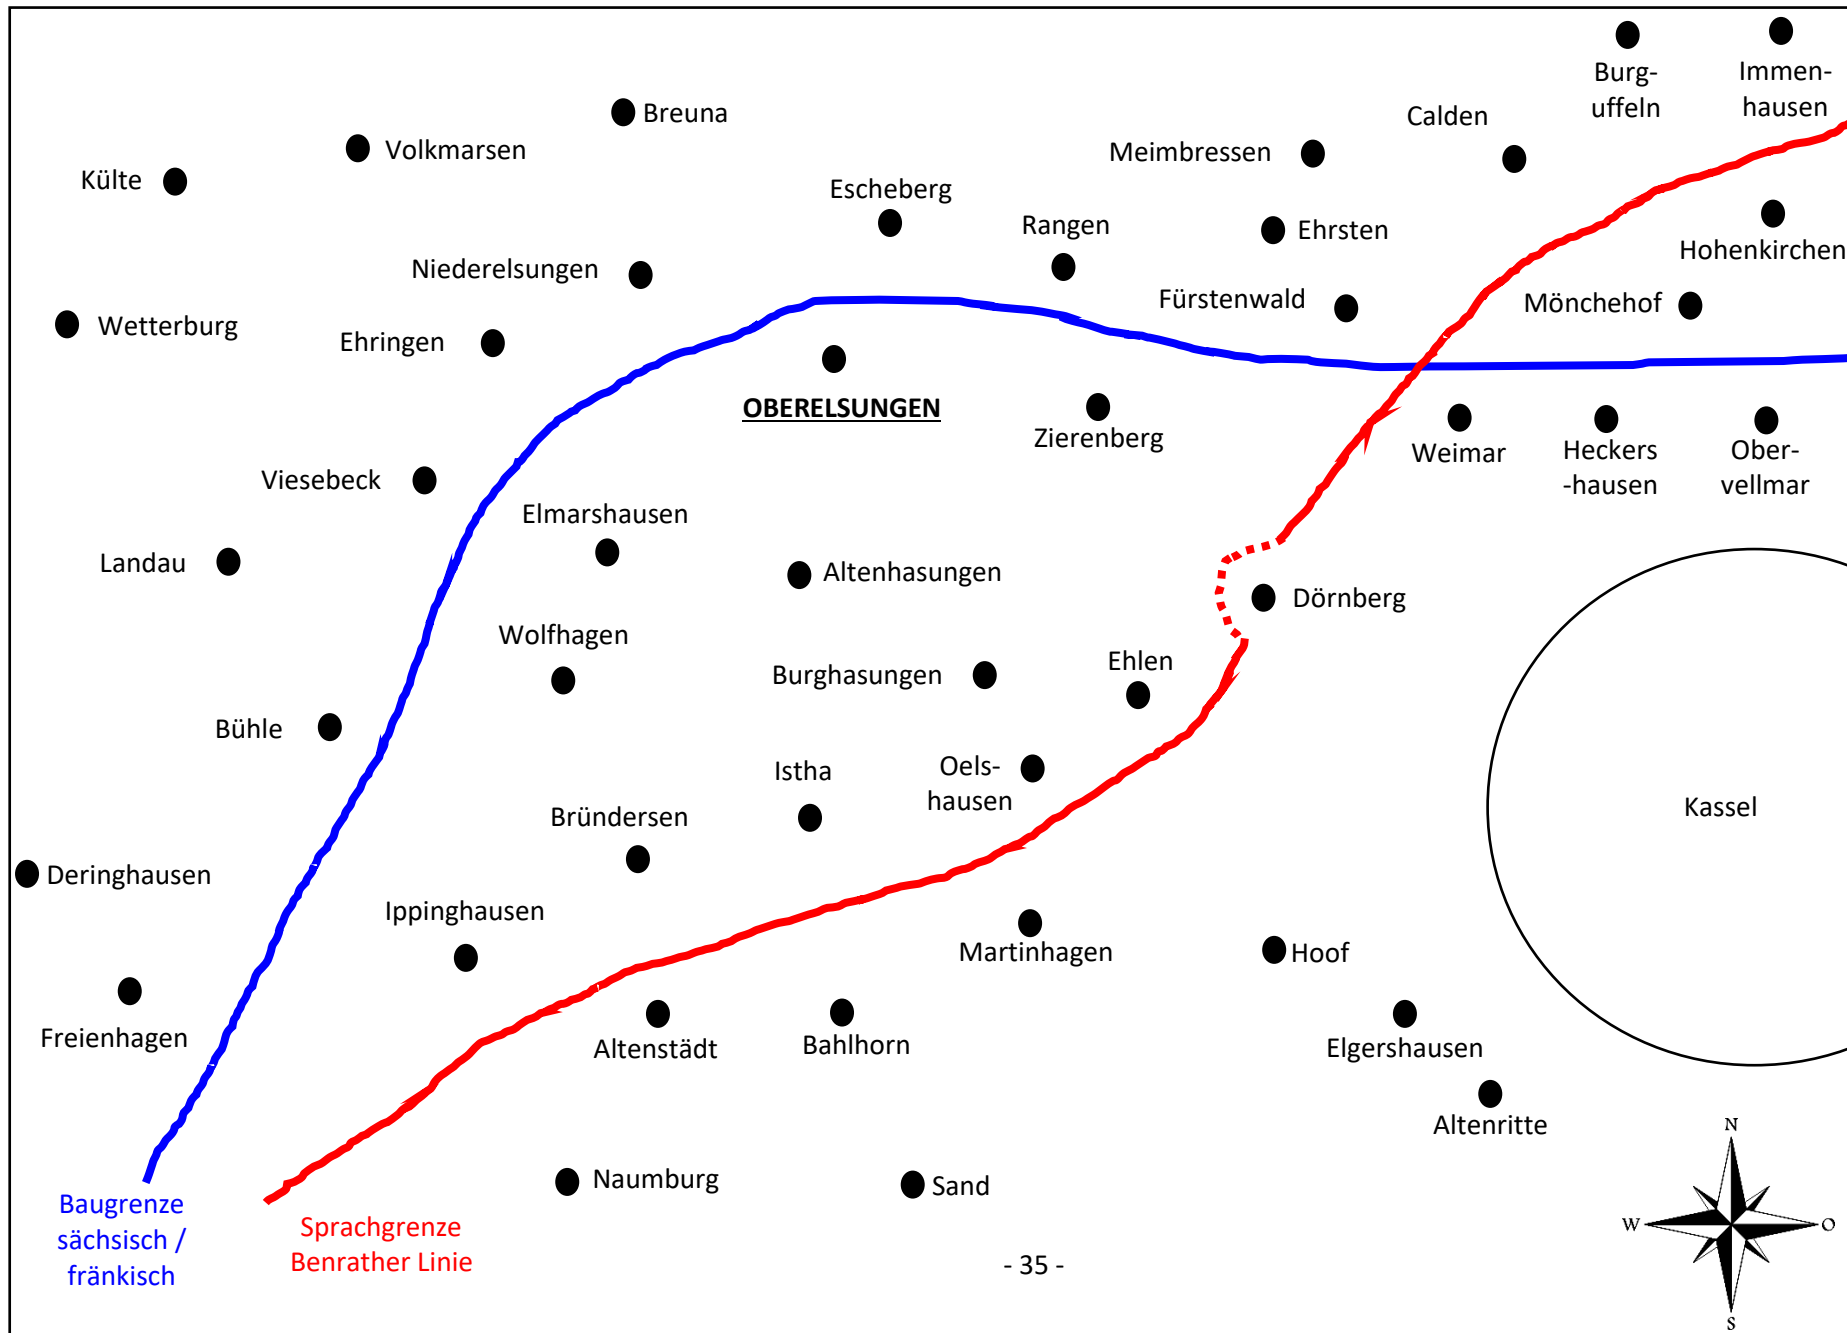 Burg-
uffeln
Immen-
hausen
Breuna
Calden
Volkmarsen
Meimbressen
Külte
Escheberg
Rangen
Ehrsten
Hohenkirchen
Niederelsungen
Fürstenwald
Mönchehof
Wetterburg
Ehringen
OBERELSUNGEN
Zierenberg
Weimar
Heckers
-hausen
Ober-
vellmar
Viesebeck
Elmarshausen
Landau
Altenhasungen
Dörnberg
Wolfhagen
Burghasungen
Ehlen
Bühle
Istha
Oels-
hausen
Kassel
Bründersen
Deringhausen
Ippinghausen
Martinhagen
Hoof
Freienhagen
Altenstädt
Bahlhorn
Elgershausen
Altenritte
Naumburg
Sand
Baugrenze
sächsisch /
fränkisch
Sprachgrenze
Benrather Linie
- 35 -
N
W
O
S